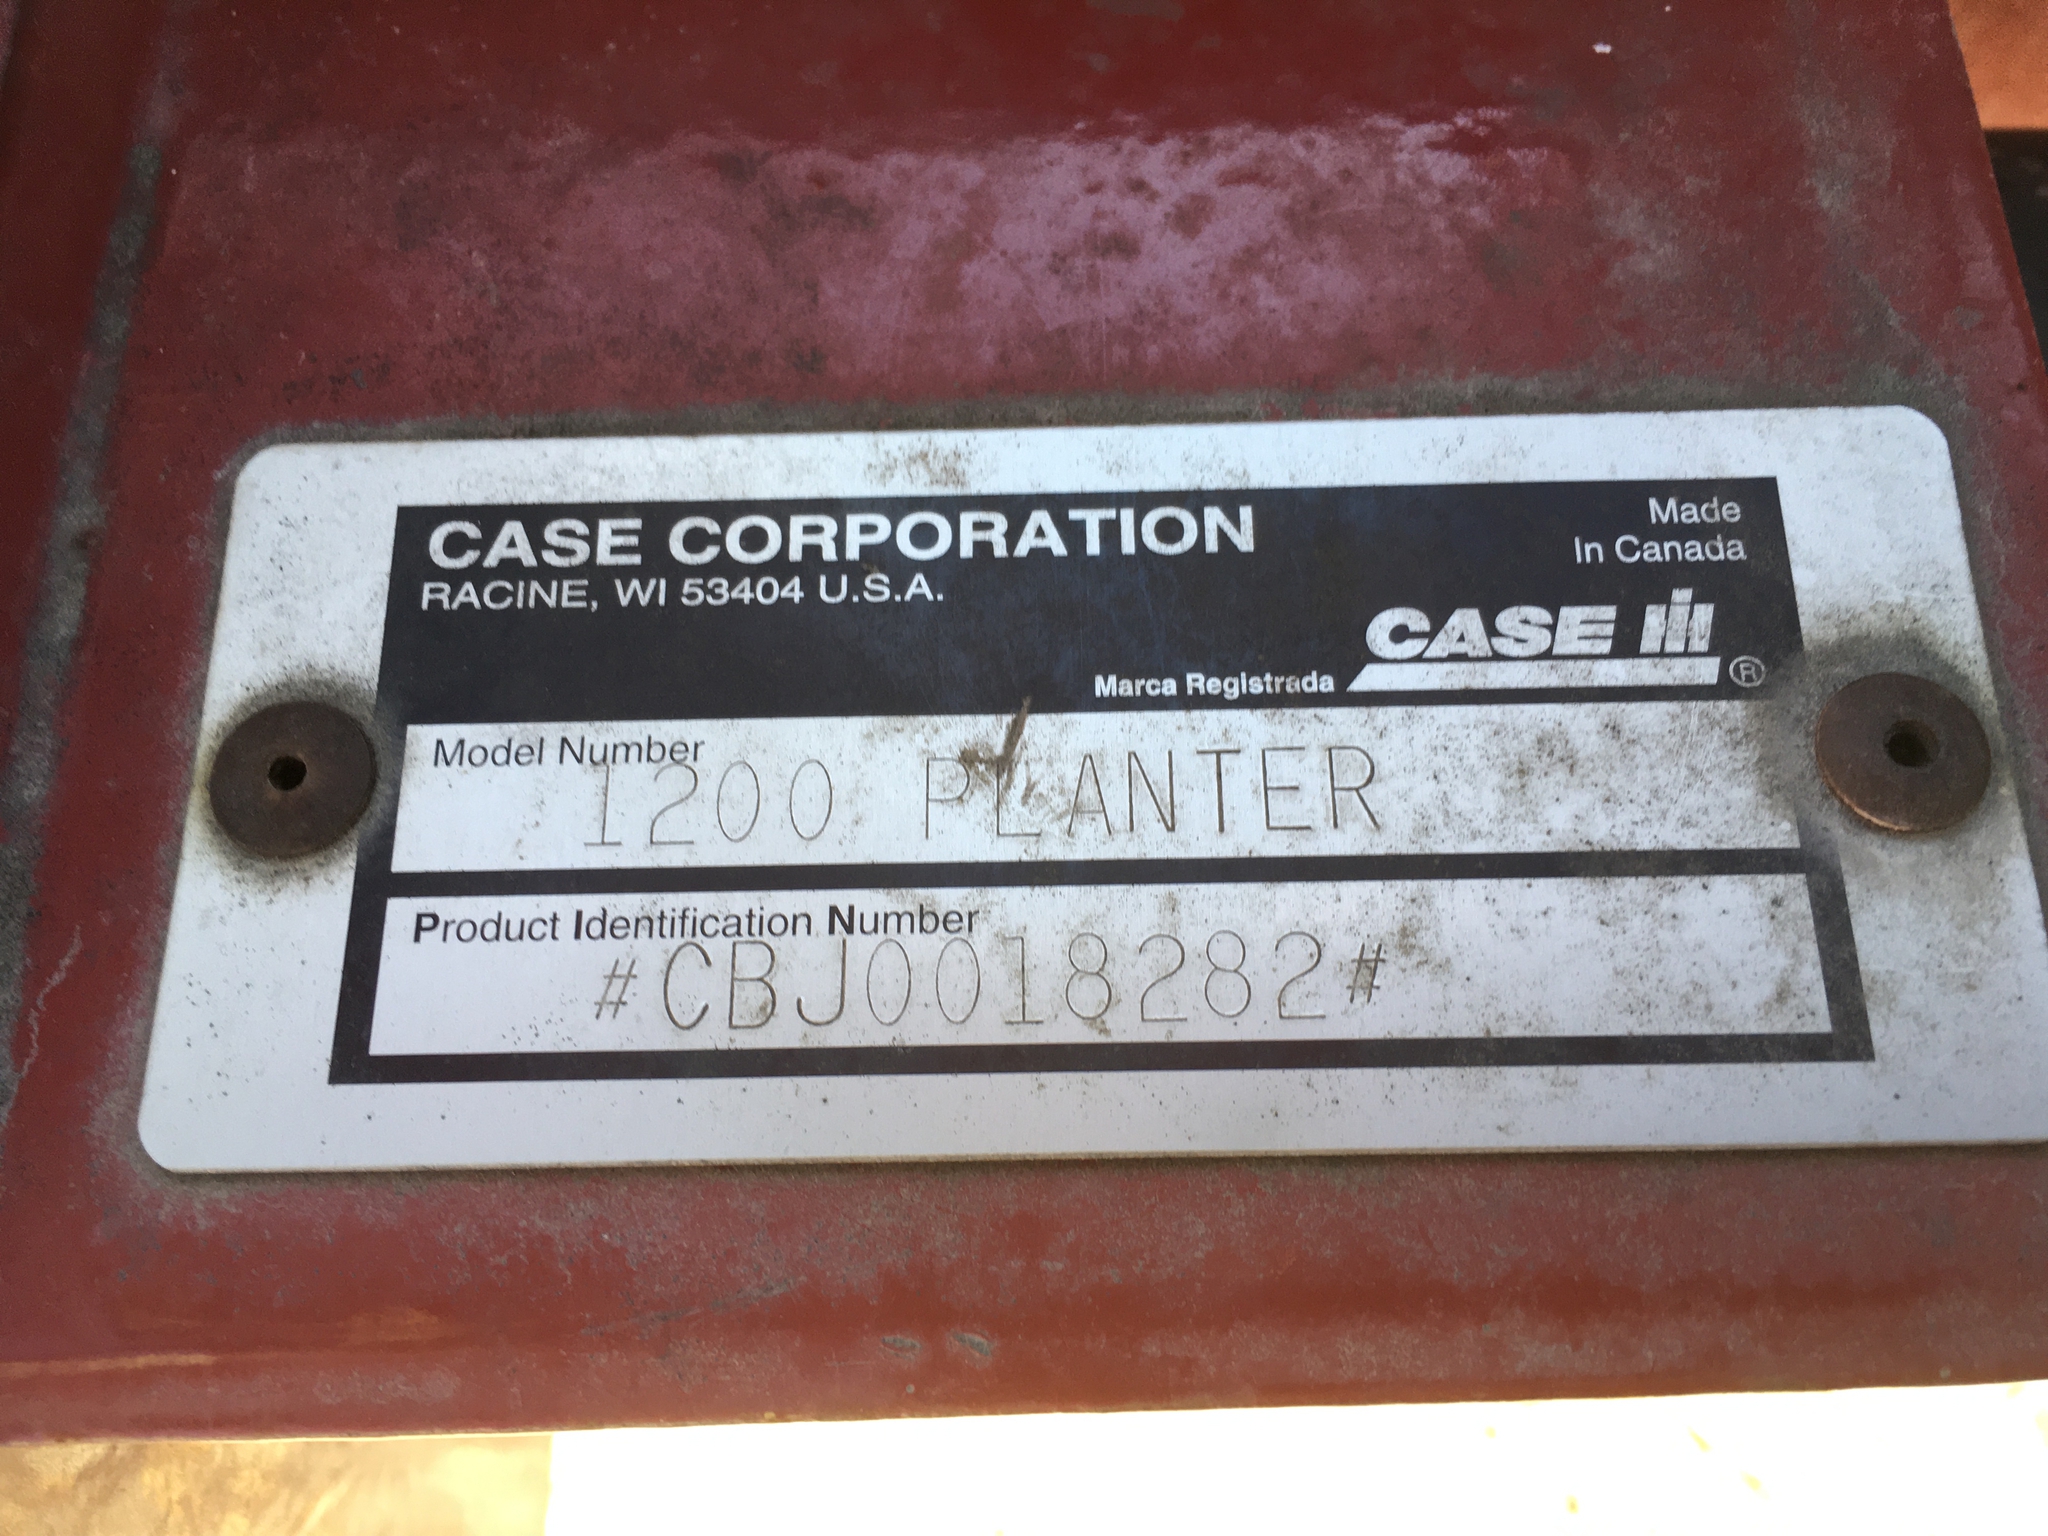 CASE CORPORATION
RACINE, WI 53404 U.S.A.
Made
In Canada
CASE IH
Marca Registrada ®
Model Number
1200 PLANTER
Product Identification Number
#CBJ0018282#